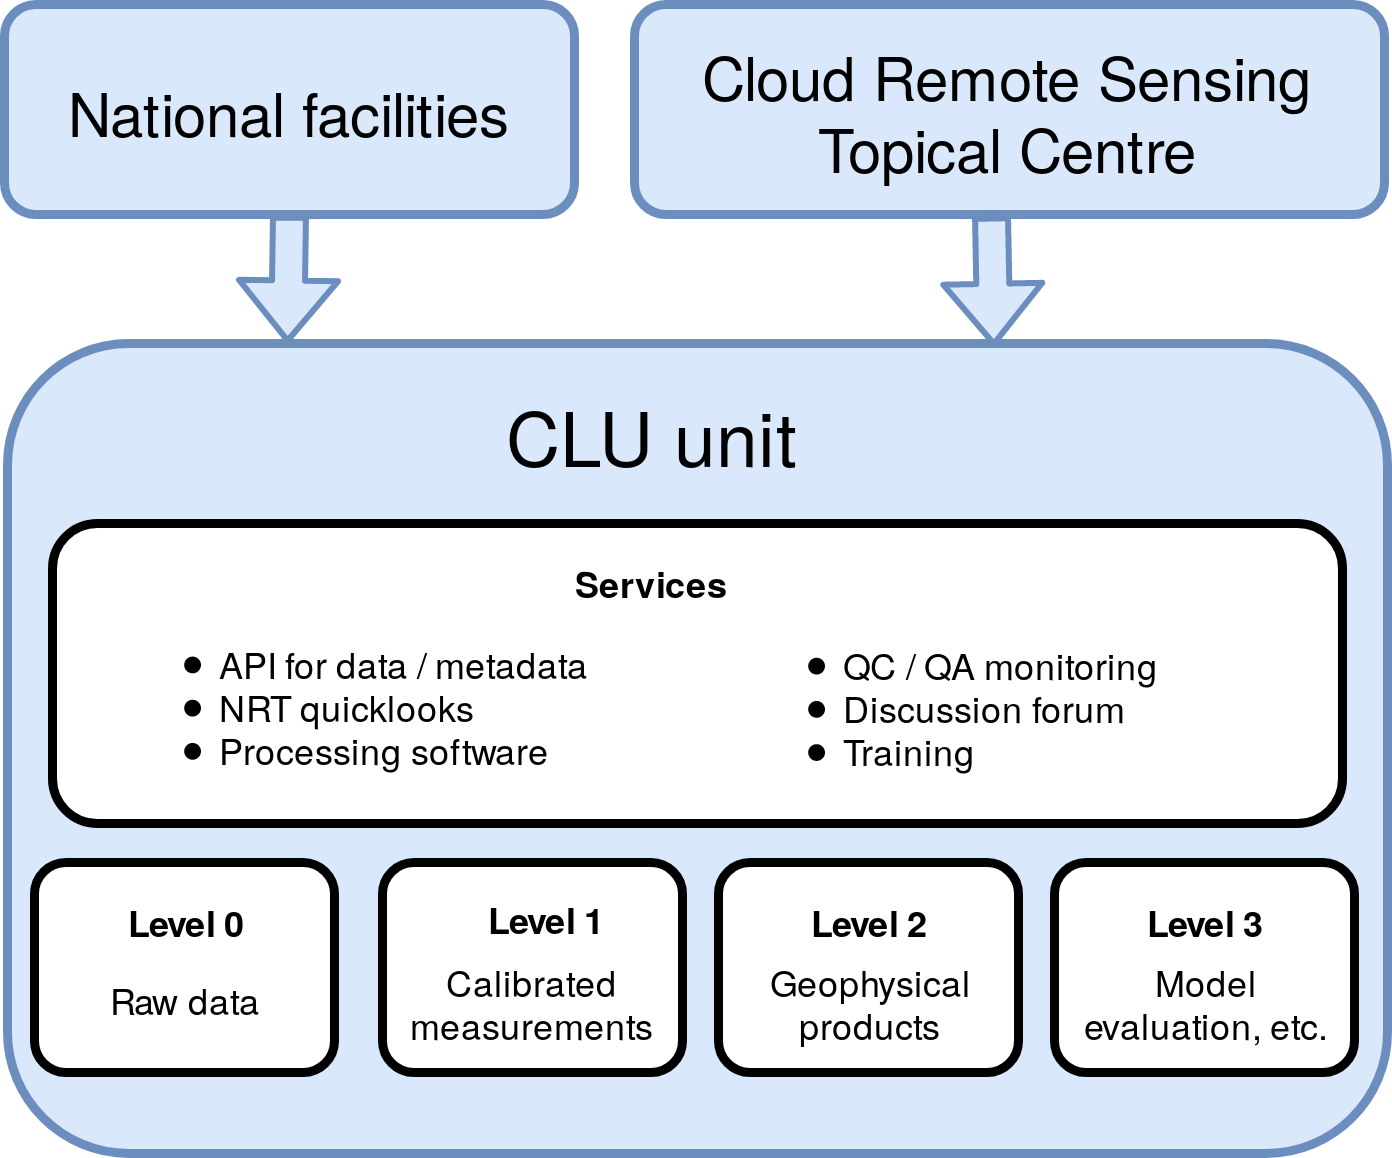 National facilities
Cloud Remote Sensing
Topical Centre
CLU unit
Services
● API for data / metadata
● NRT quicklooks
● Processing software
● QC / QA monitoring
● Discussion forum
● Training
Level 0
Raw data
Level 1
Calibrated
measurements
Level 2
Geophysical
products
Level 3
Model
evaluation, etc.